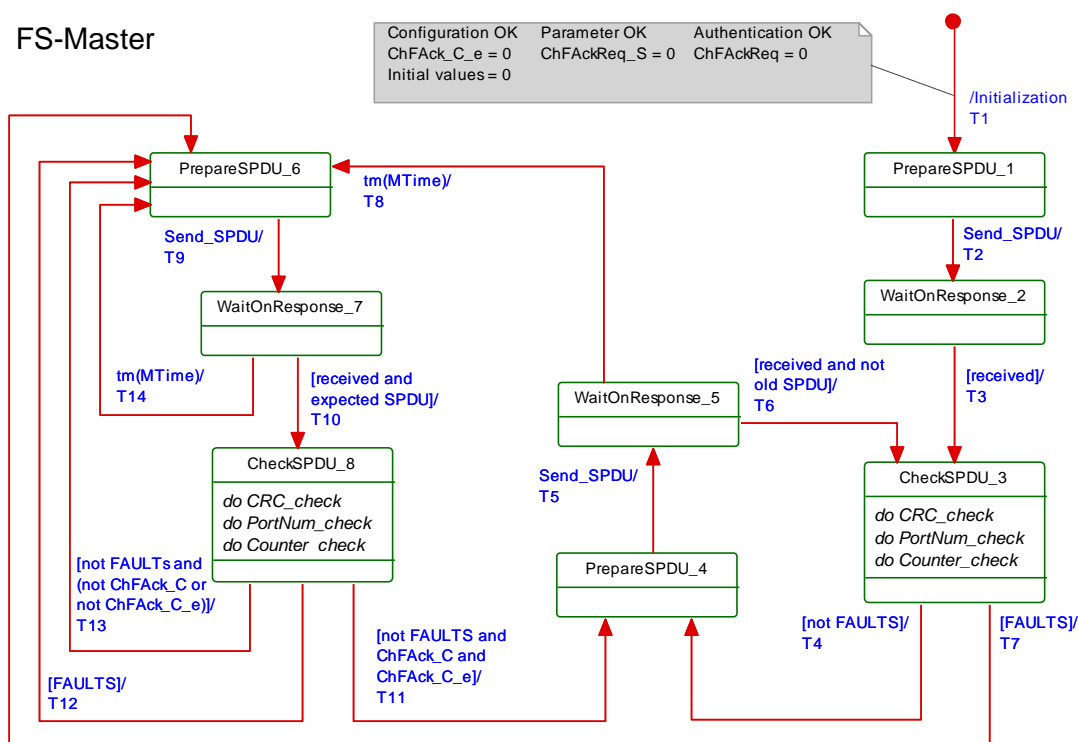 FS-Master
Configuration OK Parameter OK Authentication OK
ChFAck_C_e = 0 ChFAckReq_S = 0 ChFAckReq = 0
Initial values = 0
/Initialization
T1
PrepareSPDU_6
tm(MTime)/
T8
PrepareSPDU_1
Send_SPDU/
T9
Send_SPDU/
T2
WaitOnResponse_7
WaitOnResponse_2
tm(MTime)/
T14
[received and
expected SPDU]/
T10
WaitOnResponse_5
[received and not
old SPDU]/
T6
[received]/
T3
CheckSPDU_8
do CRC_check
do PortNum_check
do Counter_check
Send_SPDU/
T5
CheckSPDU_3
do CRC_check
do PortNum_check
do Counter_check
[not FAULTs and
(not ChFAck_C or
not ChFAck_C_e)]/
T13
PrepareSPDU_4
[not FAULTS and
ChFAck_C and
ChFAck_C_e]/
T11
[not FAULTS]/
T4
[FAULTS]/
T7
[FAULTS]/
T12